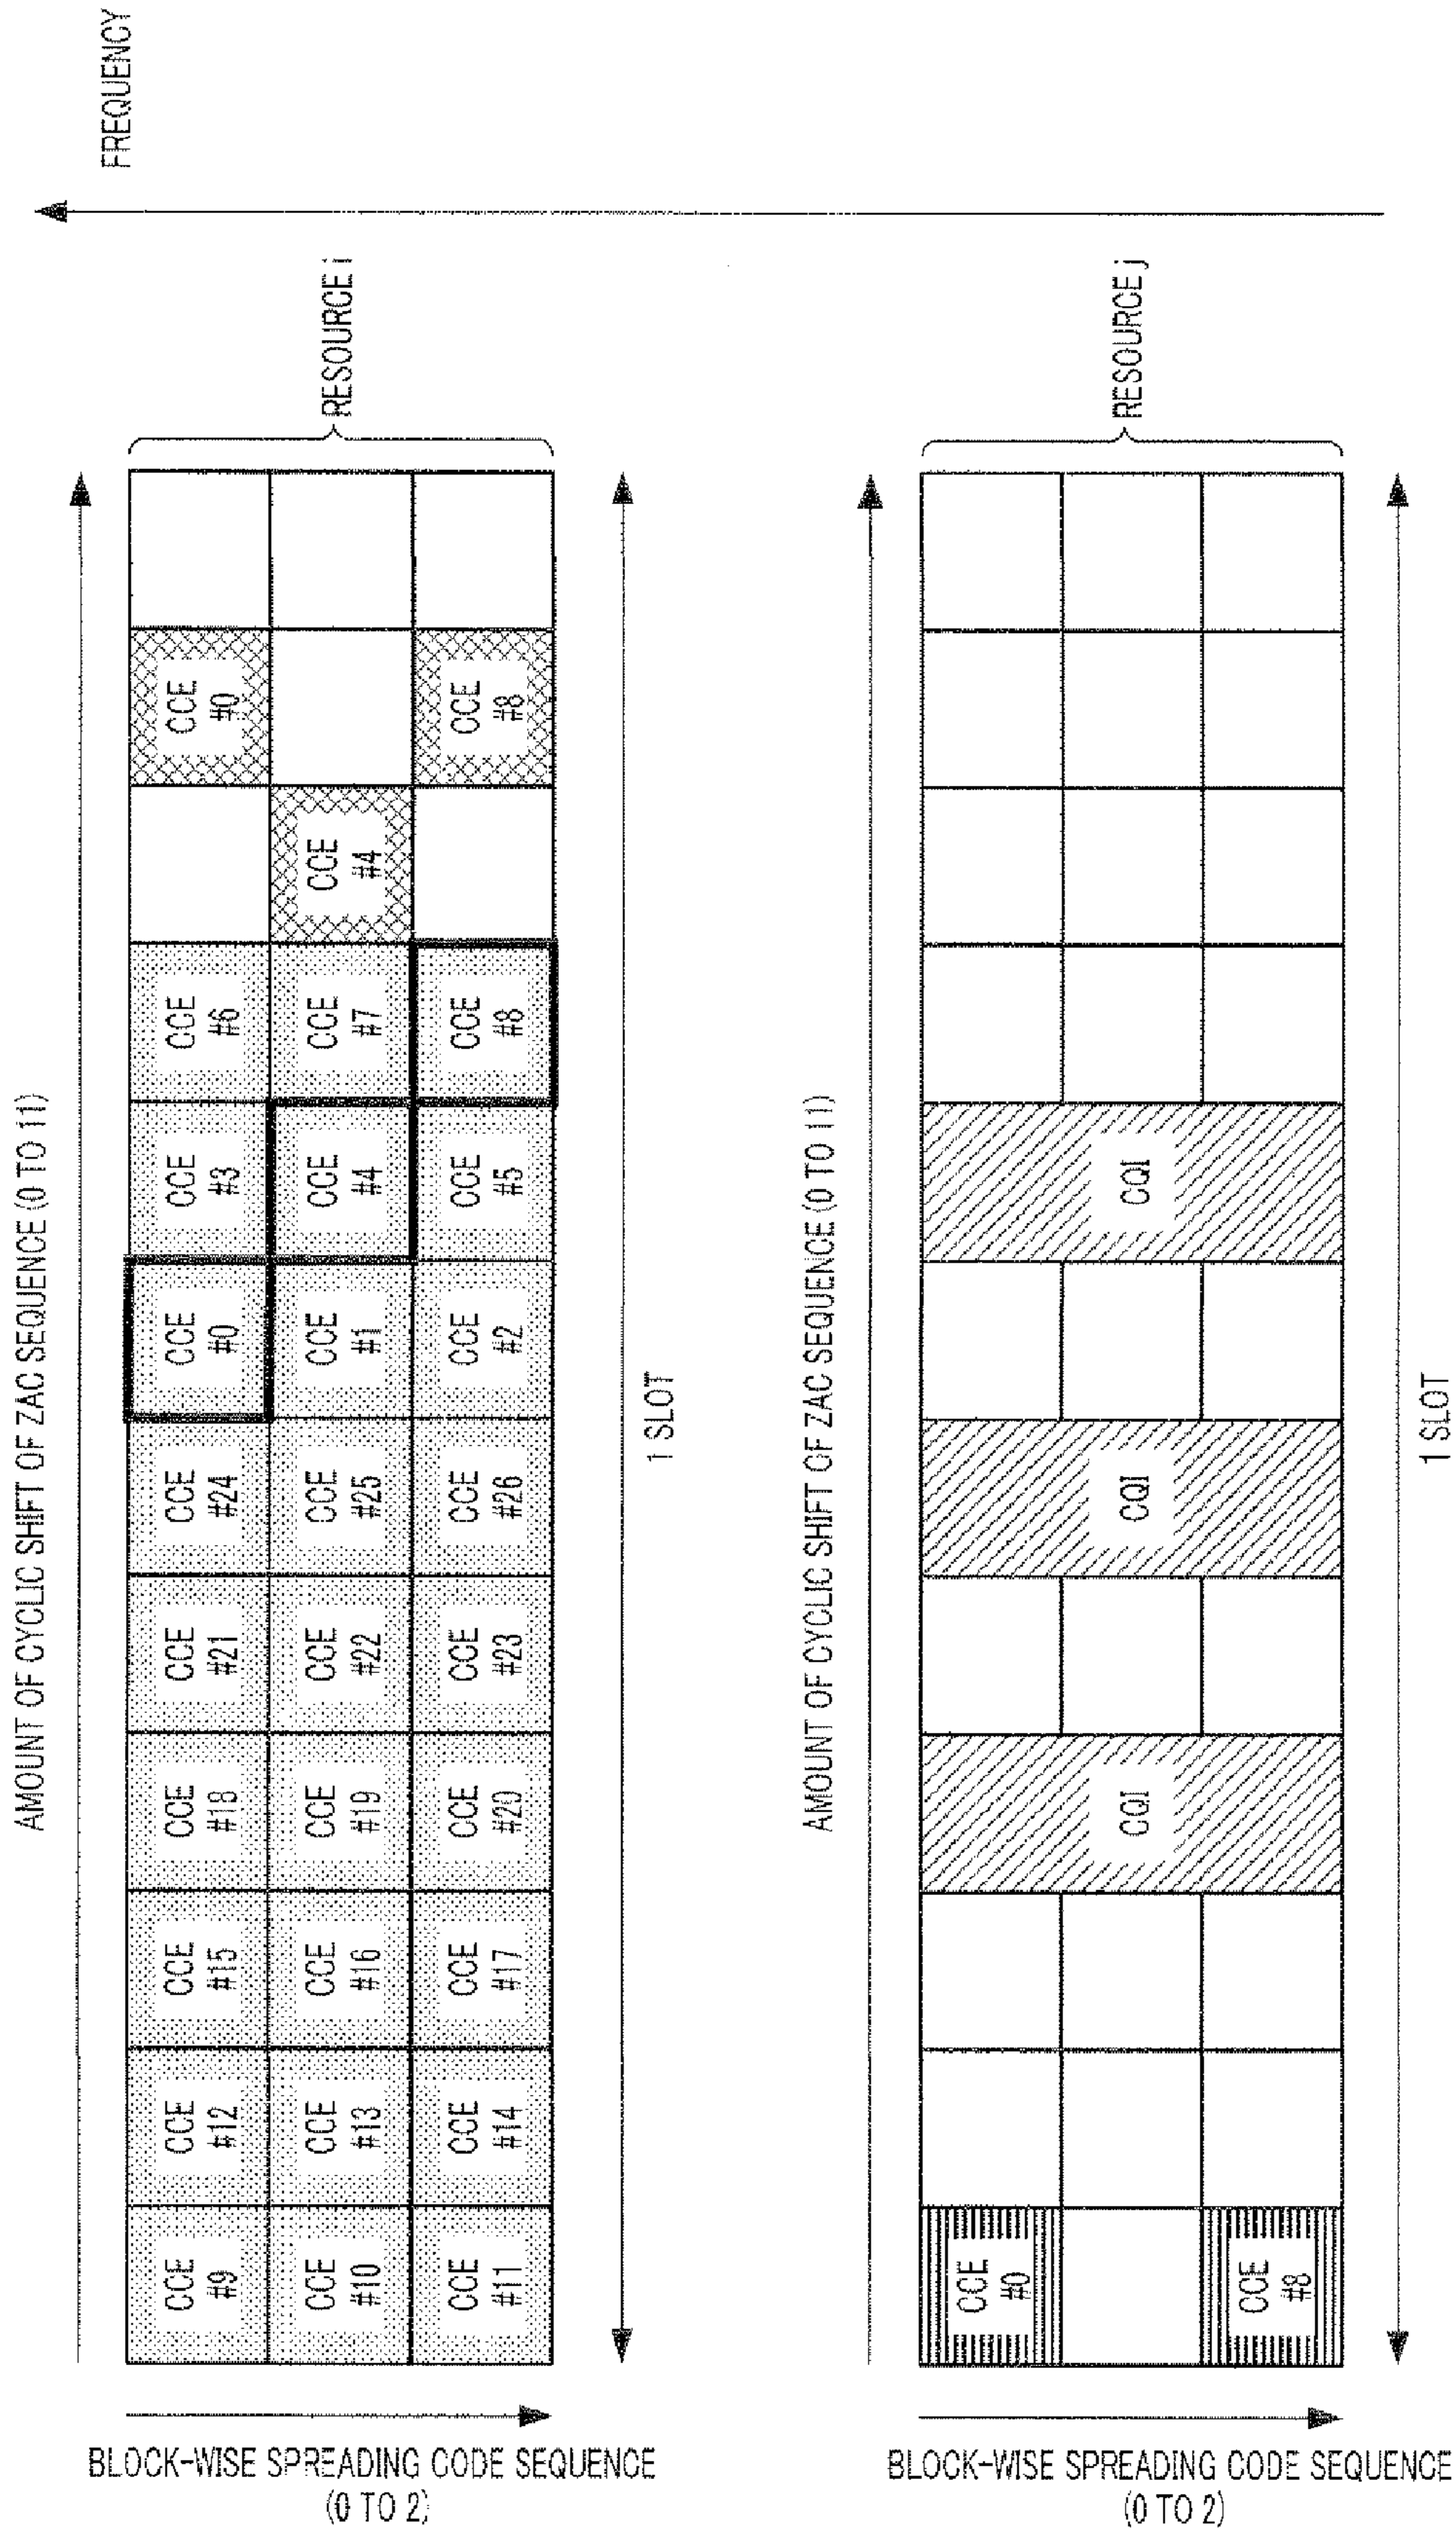 FREQUENCY
AMOUNT OF CYCLIC SHIFT OF ZAC SEQUENCE (0 TO 11)
BLOCK-WISE SPREADING CODE SEQUENCE
(0 TO 2)
CCE
#9
CCE
#12
CCE
#15
CCE
#18
CCE
#21
CCE
#24
CCE
#0
CCE
#3
CCE
#6
CCE
#0
CCE
#10
CCE
#13
CCE
#16
CCE
#19
CCE
#22
CCE
#25
CCE
#1
CCE
#4
CCE
#7
CCE
#4
CCE
#11
CCE
#14
CCE
#17
CCE
#20
CCE
#23
CCE
#26
CCE
#2
CCE
#5
CCE
#8
CCE
#8
RESOURCE i
1 SLOT
AMOUNT OF CYCLIC SHIFT OF ZAC SEQUENCE (0 TO 11)
BLOCK-WISE SPREADING CODE SEQUENCE
(0 TO 2)
CCE
#0
CQI
CQI
CQI
CCE
#8
RESOURCE j
1 SLOT